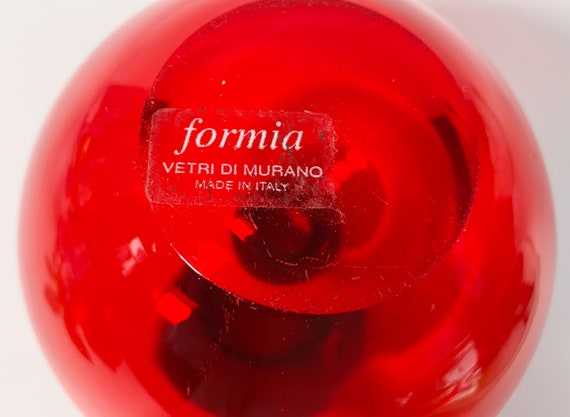 formia
VETRI DI MURANO
MADE IN ITALY